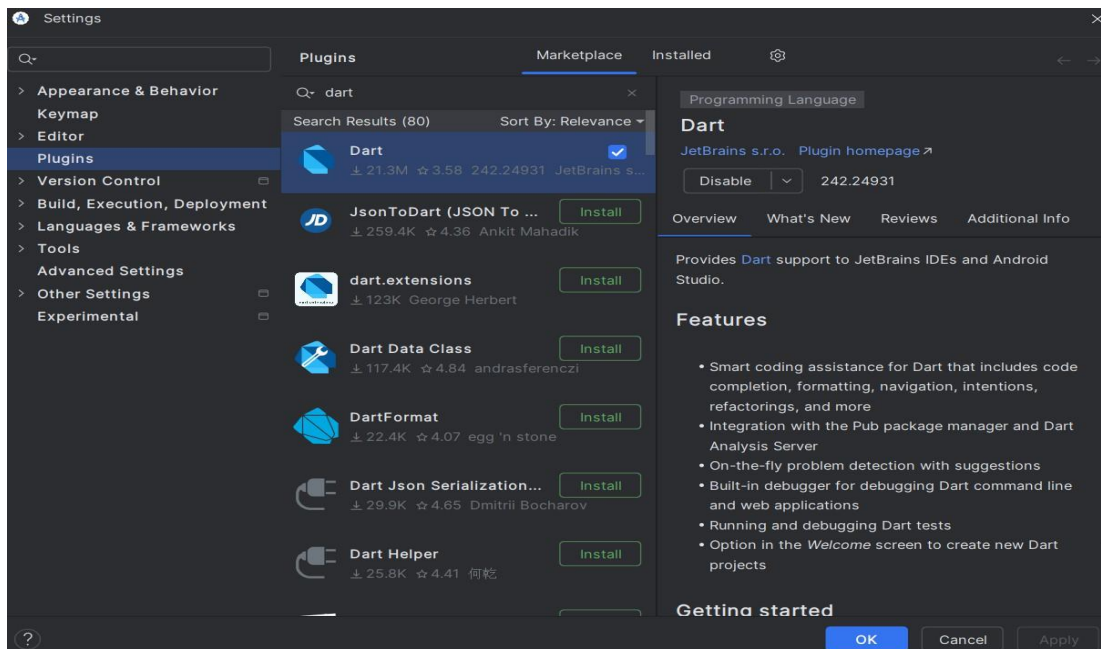 Settings
Appearance & Behavior
Keymap
Editor
Plugins
Version Control
Build, Execution, Deployment
Languages & Frameworks
Tools
Advanced Settings
Other Settings
Experimental
Plugins
Marketplace
Installed
dart
Search Results (80) Sort By: Relevance
Dart
21.3M 3.58 242.24931 JetBrains s...
JD
JsonToDart (JSON To ... Install
259.4K 4.36 Ankit Mahadik
dart.extensions Install
123K George Herbert
Dart Data Class Install
117.4K 4.84 andrasferenczi
DartFormat Install
22.4K 4.07 egg 'n stone
Dart Json Serialization... Install
29.9K 4.65 Dmitrii Bocharov
Dart Helper Install
25.8K 4.41 何乾
Programming Language
Dart
JetBrains s.r.o. Plugin homepage
Disable 242.24931
Overview What's New Reviews Additional Info
Provides Dart support to JetBrains IDEs and Android
Studio.
Features
• Smart coding assistance for Dart that includes code
completion, formatting, navigation, intentions,
refactorings, and more
• Integration with the Pub package manager and Dart
Analysis Server
• On-the-fly problem detection with suggestions
• Built-in debugger for debugging Dart command line
and web applications
• Running and debugging Dart tests
• Option in the Welcome screen to create new Dart
projects
Getting started
?
OK Cancel Apply